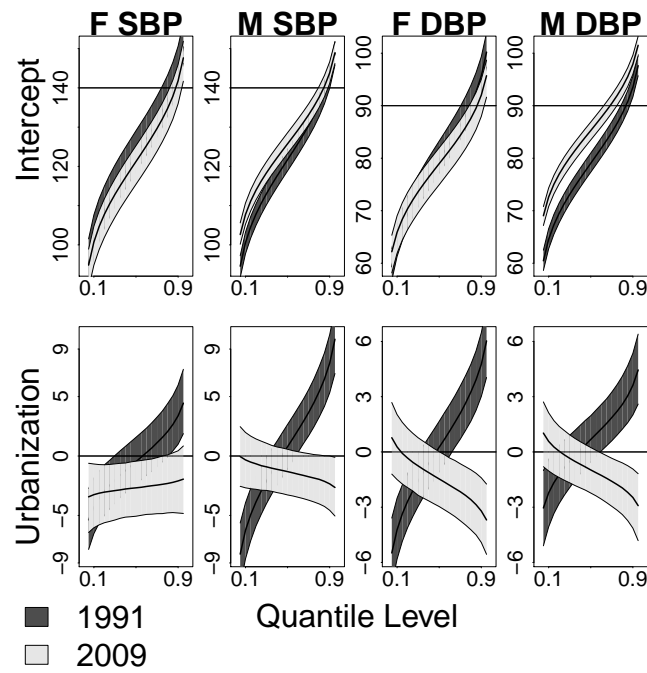 F SBP M SBP F DBP M DBP
Intercept
100 120 140
100 120 140
60 70 80 90 100
60 70 80 90 100
0.1 0.9 0.1 0.9 0.1 0.9 0.1 0.9
Urbanization
−9 −5 0 5 9
−9 −5 0 5 9
−6 −3 0 3 6
−6 −3 0 3 6
0.1 0.9 0.1 0.9 0.1 0.9 0.1 0.9
Quantile Level
1991
2009